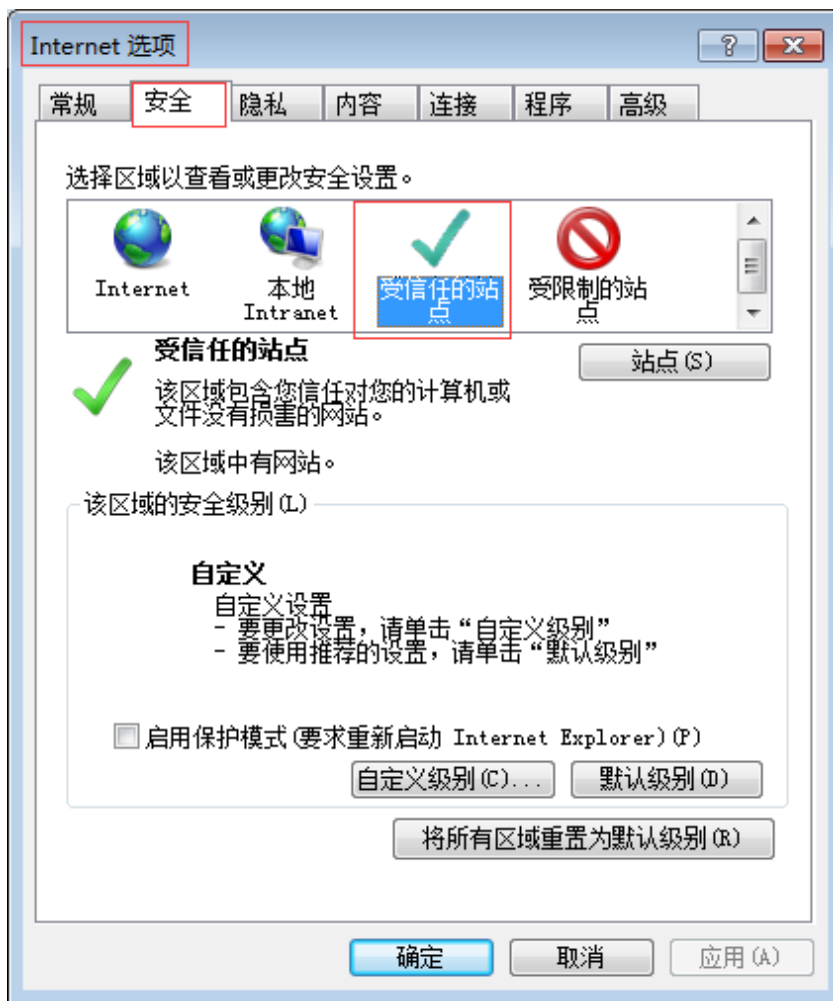 Internet 选项
常规 安全 隐私 内容 连接 程序 高级
选择区域以查看或更改安全设置。
Internet 本地 受信任的站 受限制的站
Intranet 点 点
受信任的站点
站点(S)
该区域包含您信任对您的计算机或
文件没有损害的网站。
该区域中有网站。
该区域的安全级别(L)
自定义
自定义设置
- 要更改设置，请单击“自定义级别”
- 要使用推荐的设置，请单击“默认级别”
启用保护模式(要求重新启动 Internet Explorer)(P)
自定义级别(C)... 默认级别(D)
将所有区域重置为默认级别(R)
确定 取消 应用(A)